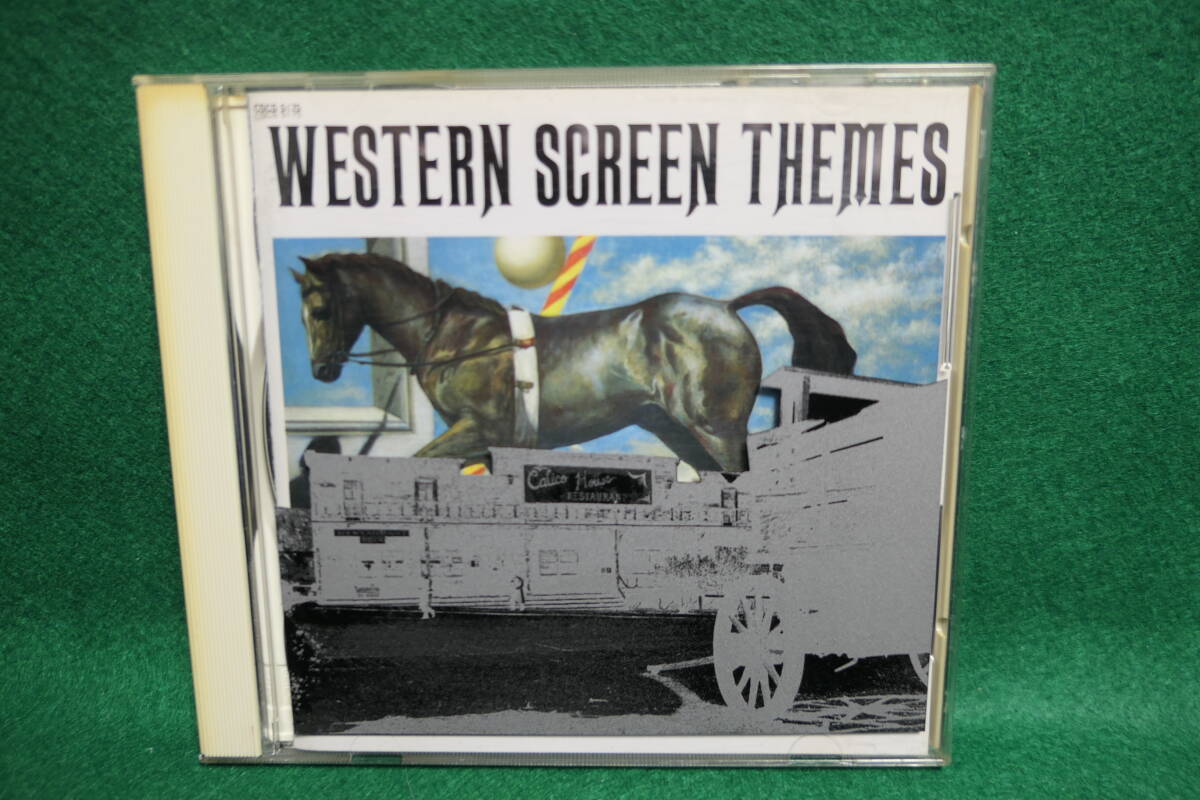 WESTERN SCREEN THEMES
Calico House
RESTAURANT